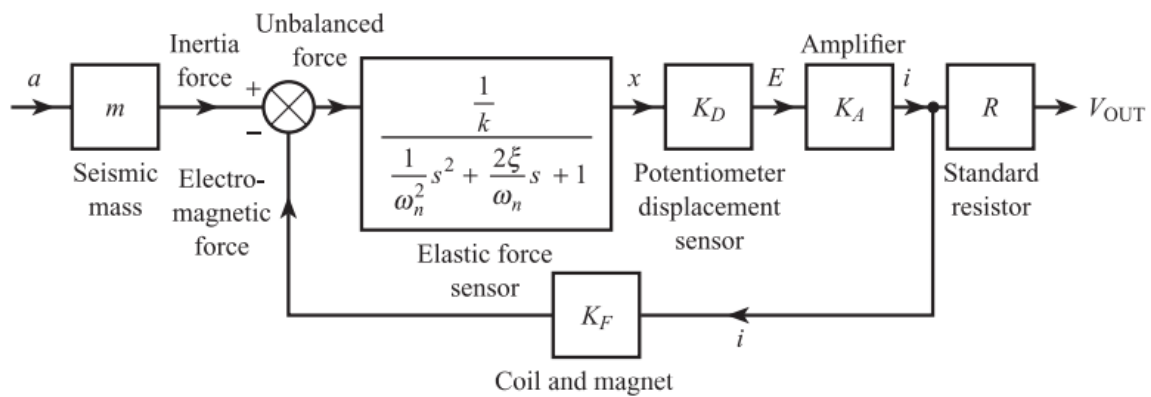 Unbalanced
force
Inertia
force
Amplifier
a
m
+
−
1
k
1
ω_n^2
s^2 +
2ξ
ω_n
s + 1
x
K_D
E
K_A
i
R
V_OUT
Seismic
mass
Electro-
magnetic
force
Elastic force
sensor
Potentiometer
displacement
sensor
Standard
resistor
K_F
i
Coil and magnet